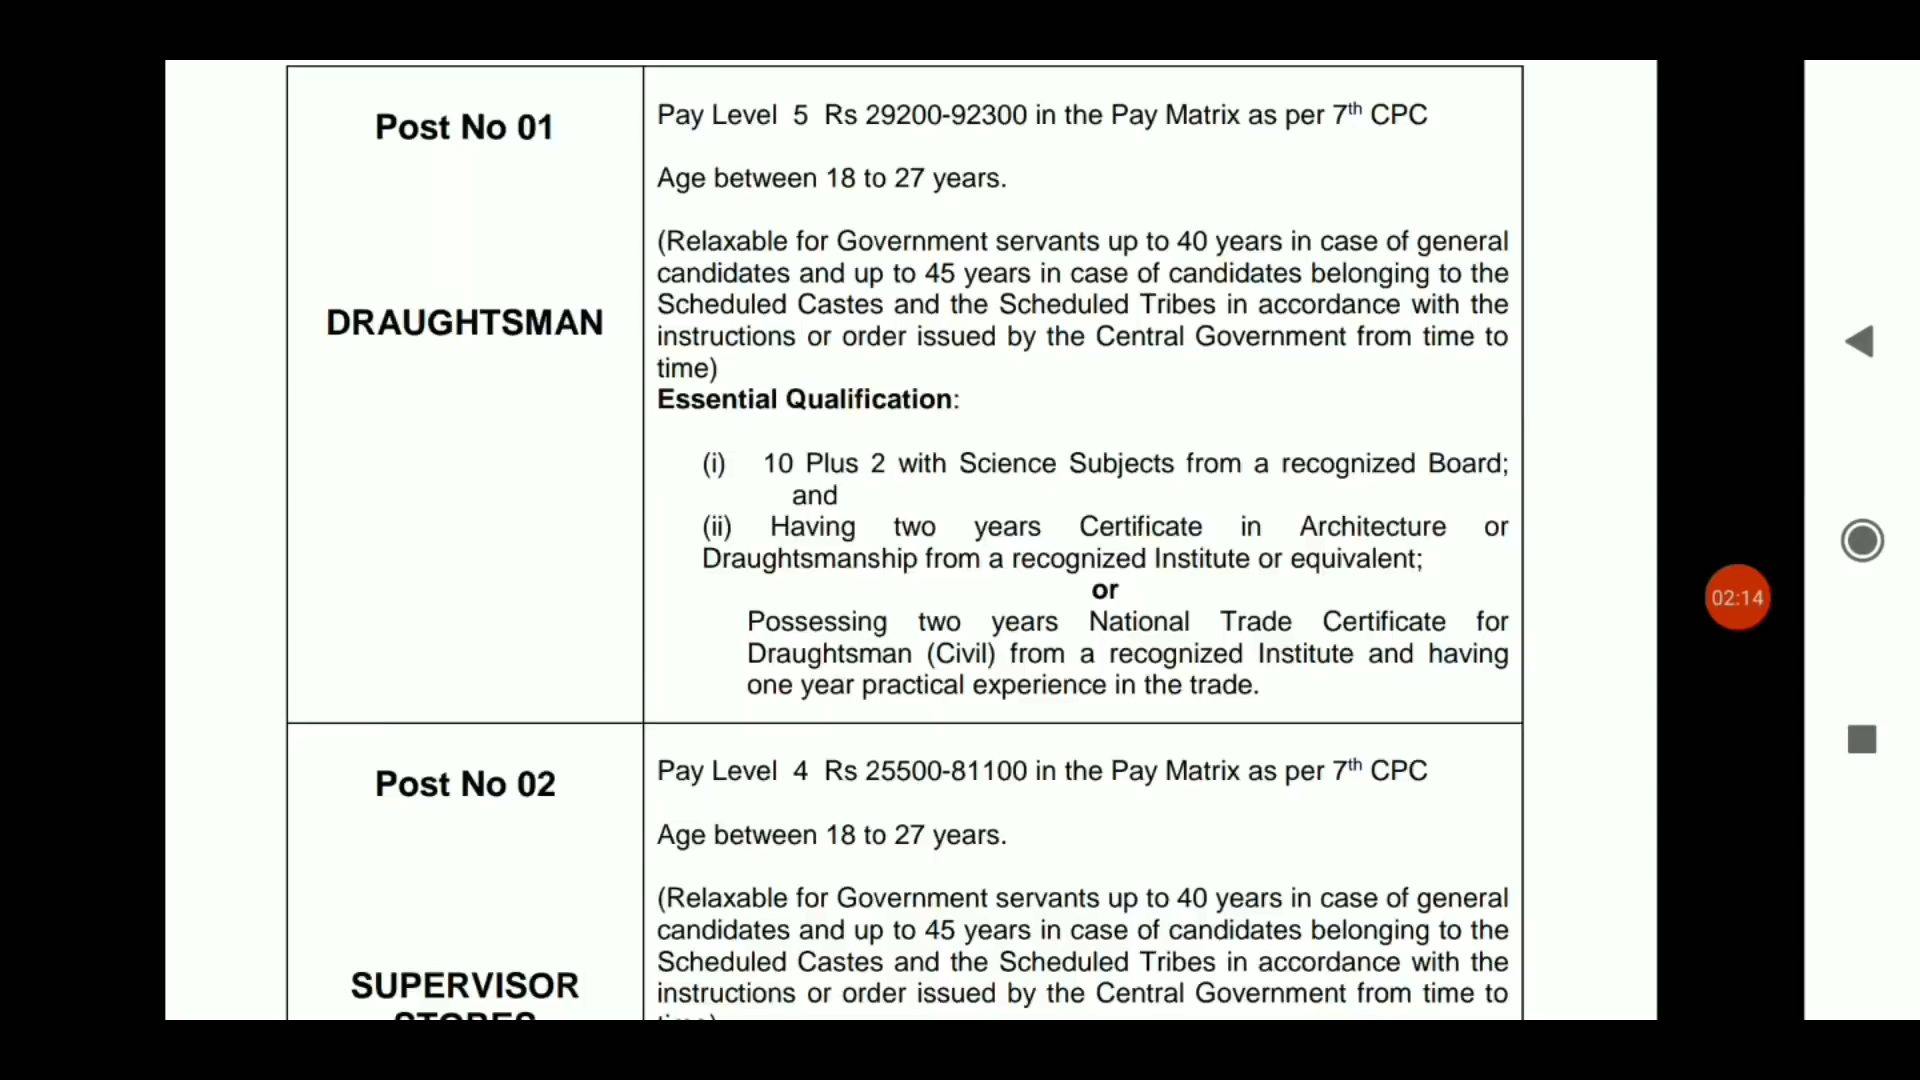 Post No 01
DRAUGHTSMAN
Pay Level 5 Rs 29200-92300 in the Pay Matrix as per 7th CPC
Age between 18 to 27 years.
(Relaxable for Government servants up to 40 years in case of general
candidates and up to 45 years in case of candidates belonging to the
Scheduled Castes and the Scheduled Tribes in accordance with the
instructions or order issued by the Central Government from time to
time)
Essential Qualification:
(i) 10 Plus 2 with Science Subjects from a recognized Board;
and
(ii) Having two years Certificate in Architecture or
Draughtsmanship from a recognized Institute or equivalent;
or
Possessing two years National Trade Certificate for
Draughtsman (Civil) from a recognized Institute and having
one year practical experience in the trade.
Post No 02
SUPERVISOR
STORES
Pay Level 4 Rs 25500-81100 in the Pay Matrix as per 7th CPC
Age between 18 to 27 years.
(Relaxable for Government servants up to 40 years in case of general
candidates and up to 45 years in case of candidates belonging to the
Scheduled Castes and the Scheduled Tribes in accordance with the
instructions or order issued by the Central Government from time to
time)
02:14